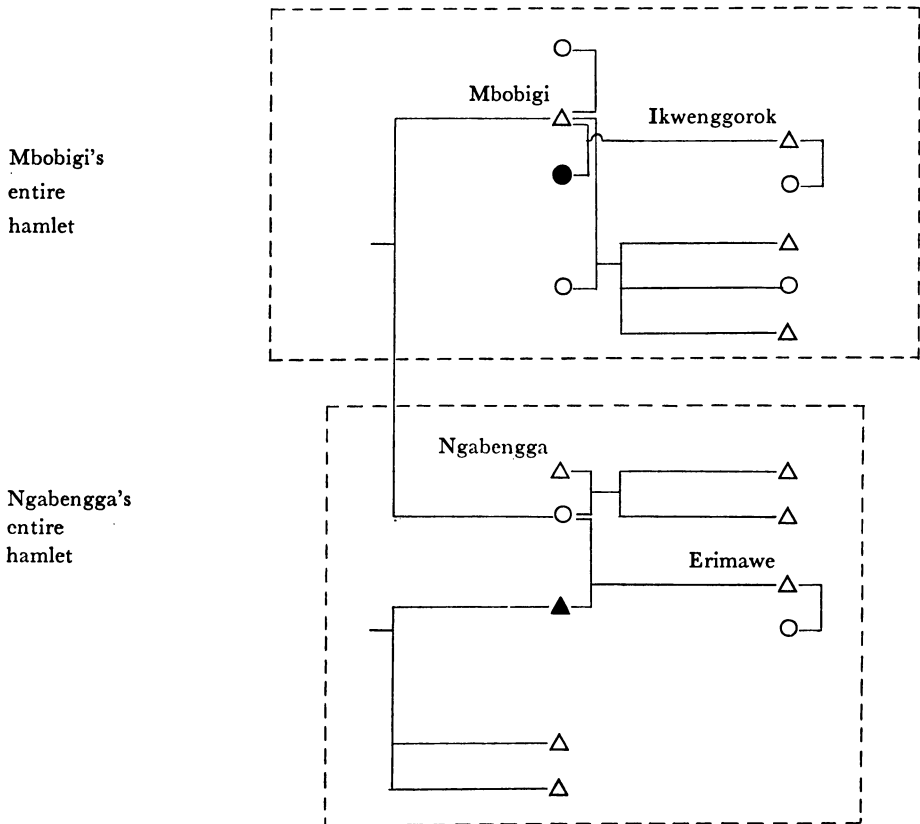 Mbobigi
Ikwenggorok
Mbobigi's
entire
hamlet
Ngabengga
Ngabengga's
entire
hamlet
Erimawe